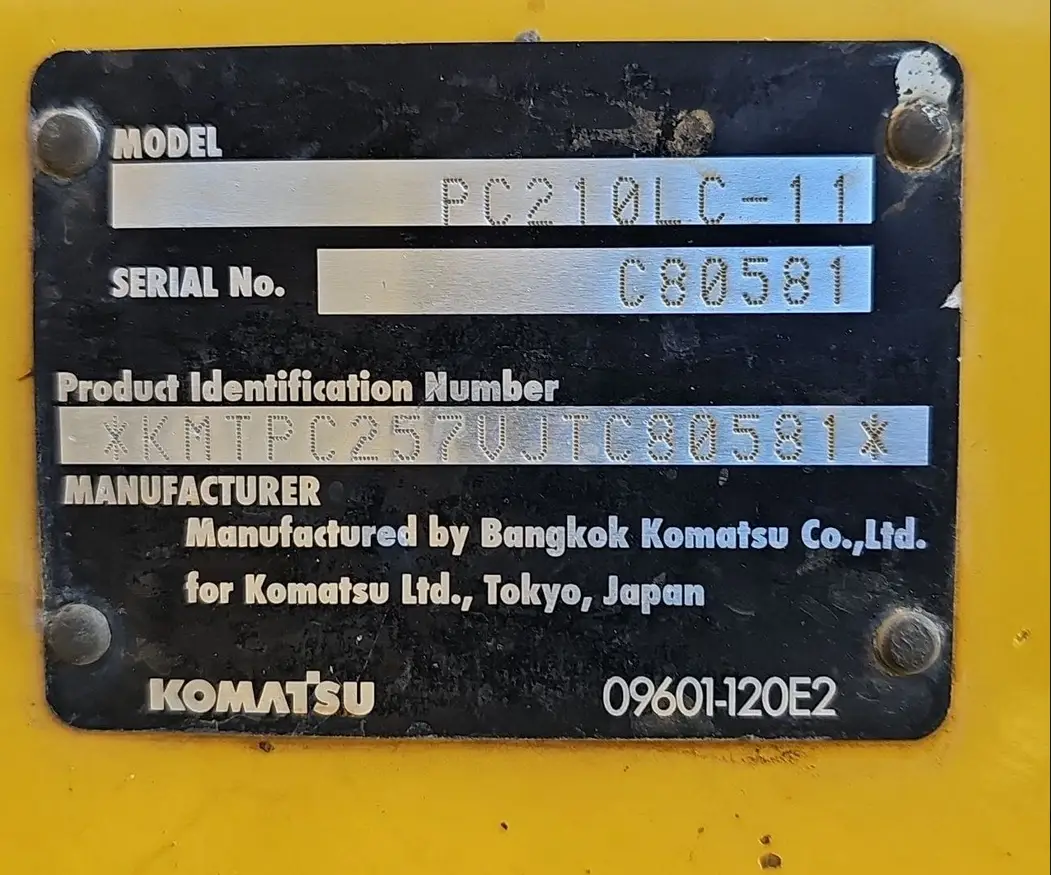 MODEL
PC210LC-11
SERIAL No.
C80581
Product Identification Number
*KMTPC257VJTC80581*
MANUFACTURER
Manufactured by Bangkok Komatsu Co.,Ltd.
for Komatsu Ltd., Tokyo, Japan
KOMATSU
09601-120E2